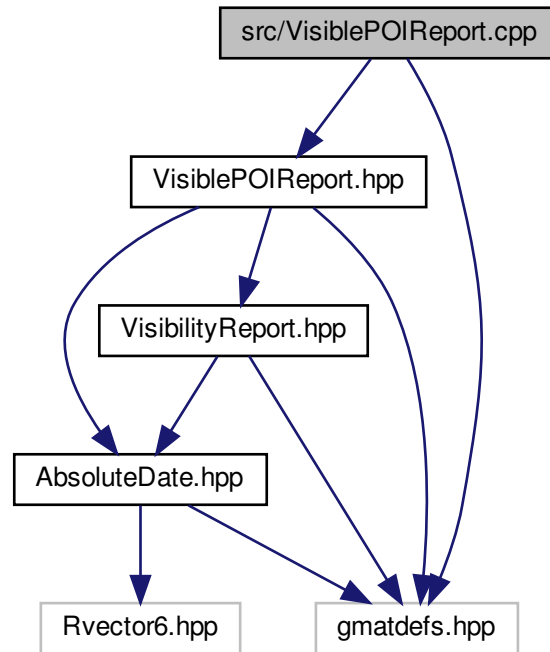 src/VisiblePOIReport.cpp
VisiblePOIReport.hpp
VisibilityReport.hpp
AbsoluteDate.hpp
Rvector6.hpp
gmatdefs.hpp